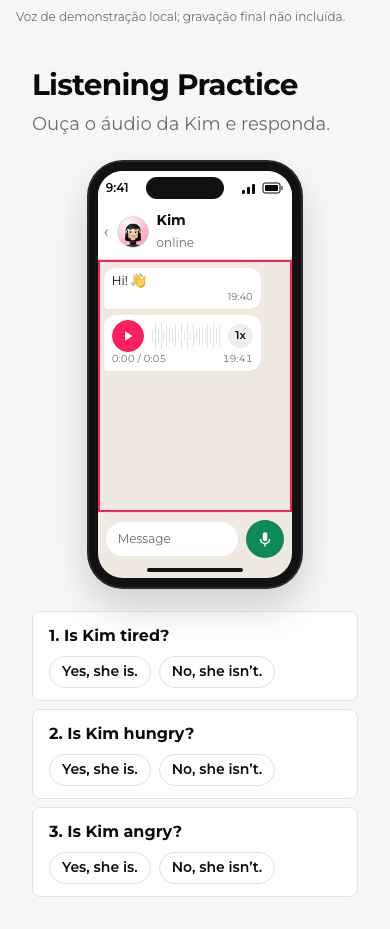 Voz de demonstração local; gravação final não incluída.
Listening Practice
Ouça o áudio da Kim e responda.
9:41
Kim
online
Hi! 👋
19:40
1x
0:00 / 0:05 19:41
Message
1. Is Kim tired?
Yes, she is. No, she isn’t.
2. Is Kim hungry?
Yes, she is. No, she isn’t.
3. Is Kim angry?
Yes, she is. No, she isn’t.